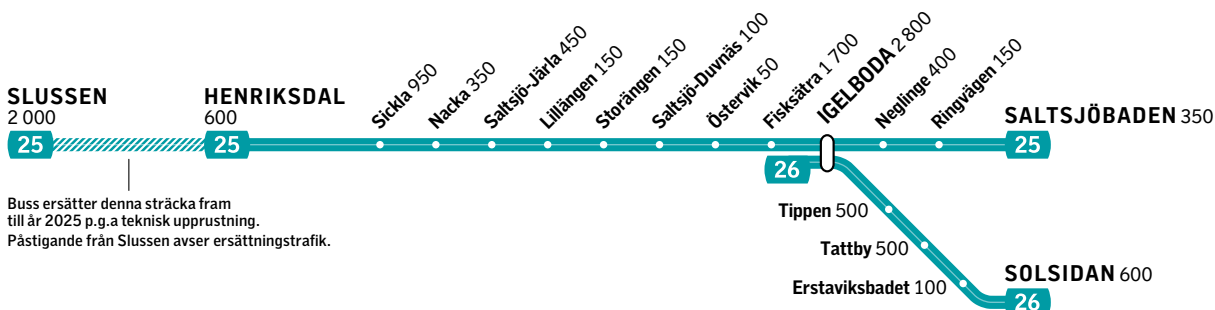 SLUSSEN
2 000
25
HENRIKSDAL
600
25
Sickla 950
Nacka 350
Saltsjö-Järla 450
Lillängen 150
Storängen 150
Saltsjö-Duvnäs 100
Östervik 50
Fisksätra 1 700
IGELBODA 2 800
Neglinge 400
Ringvägen 150
SALTSJÖBADEN 350
25
26
Buss ersätter denna sträcka fram
till år 2025 p.g.a teknisk upprustning.
Påstigande från Slussen avser ersättningstrafik.
Tippen 500
Tattby 500
Erstaviksbadet 100
SOLSIDAN 600
26